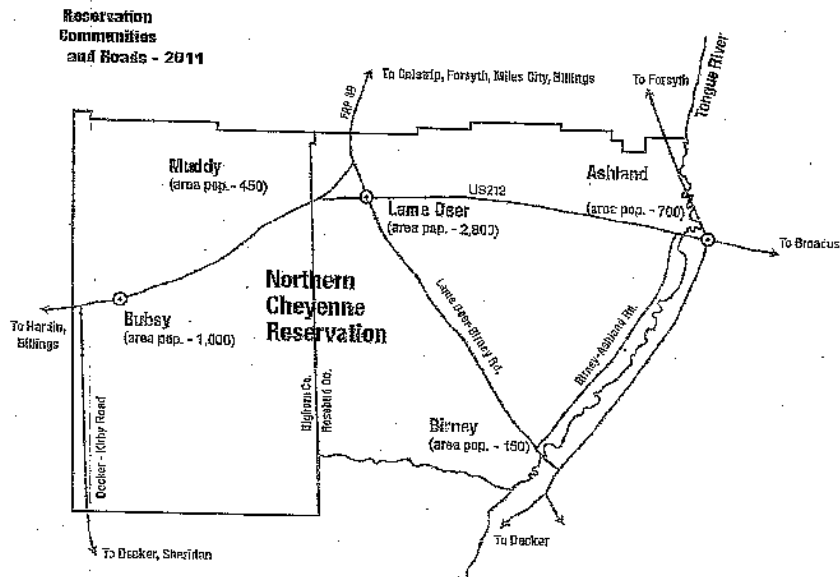 Reservation
Communities
and Roads - 2011
To Colstrip, Forsyth, Miles City, Billings
FAP 39
To Forsyth
Tongue River
Muddy
(area pop. - 450)
Ashland
(area pop. - 700)
US212
Lame Deer
(area pop. - 2,800)
To Broadus
Northern
Cheyenne
Reservation
Busby
(area pop. - 1,000)
To Hardin,
Billings
Lame Deer-Birney Rd.
Birney-Ashland Rd.
Bighorn Co.
Rosebud Co.
Decker - Kirby Road
Birney
(area pop. - 150)
To Decker
To Decker, Sheridan